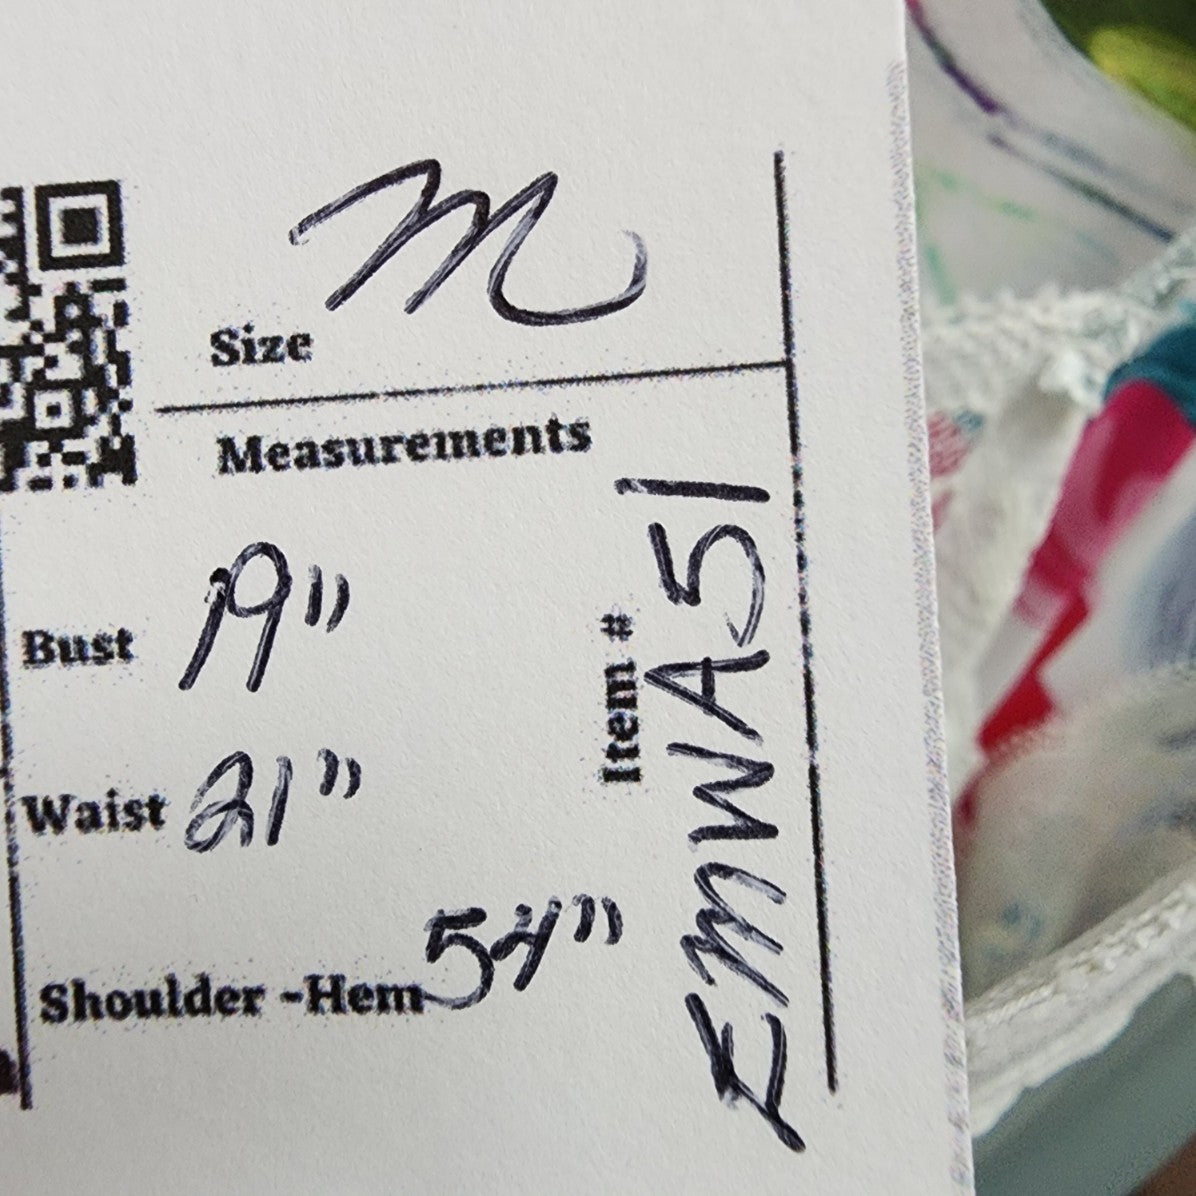 Size M
Measurements
Bust 19"
Waist 21"
Shoulder -Hem 54"
Item # EMWA51